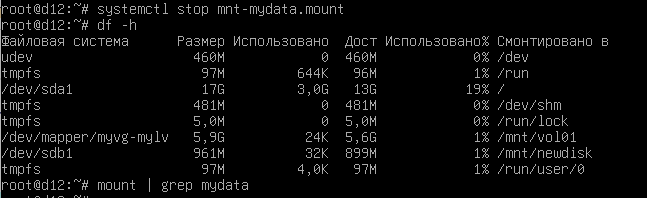 root@d12:~# systemctl stop mnt-mydata.mount
root@d12:~# df -h
Файловая система Размер Использовано Дост Использовано% Смонтировано в
udev 460M 0 460M 0% /dev
tmpfs 97M 644K 96M 1% /run
/dev/sda1 17G 3,0G 13G 19% /
tmpfs 481M 0 481M 0% /dev/shm
tmpfs 5,0M 0 5,0M 0% /run/lock
/dev/mapper/myvg-mylv 5,9G 24K 5,6G 1% /mnt/vol01
/dev/sdb1 961M 32K 899M 1% /mnt/newdisk
tmpfs 97M 4,0K 97M 1% /run/user/0
root@d12:~# mount | grep mydata
root@d12:~#